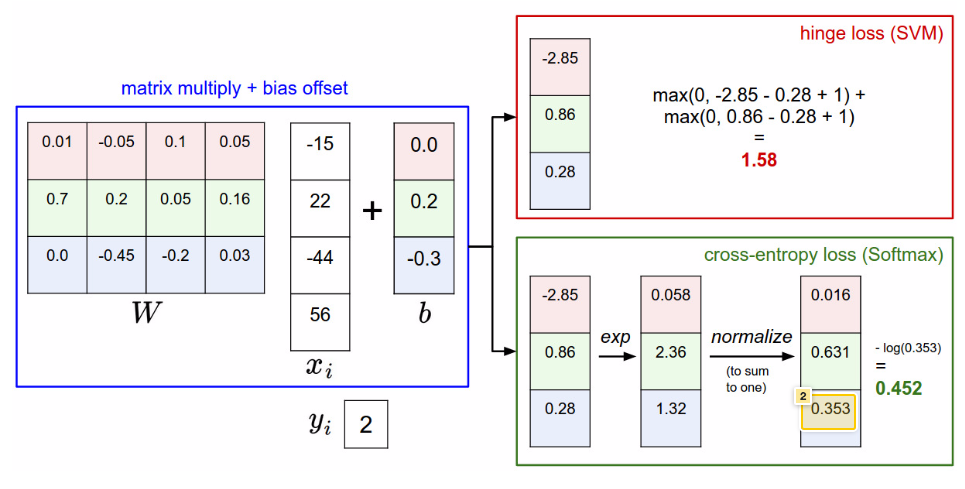 matrix multiply + bias offset
0.01 -0.05 0.1 0.05
0.7 0.2 0.05 0.16
0.0 -0.45 -0.2 0.03
W
-15
22
-44
56
x_i
+
0.0
0.2
-0.3
b
y_i 2
hinge loss (SVM)
-2.85
0.86
0.28
max(0, -2.85 - 0.28 + 1) +
max(0, 0.86 - 0.28 + 1)
=
1.58
cross-entropy loss (Softmax)
-2.85
0.86
0.28
exp
0.058
2.36
1.32
normalize
(to sum
to one)
0.016
0.631
2
0.353
- log(0.353)
=
0.452